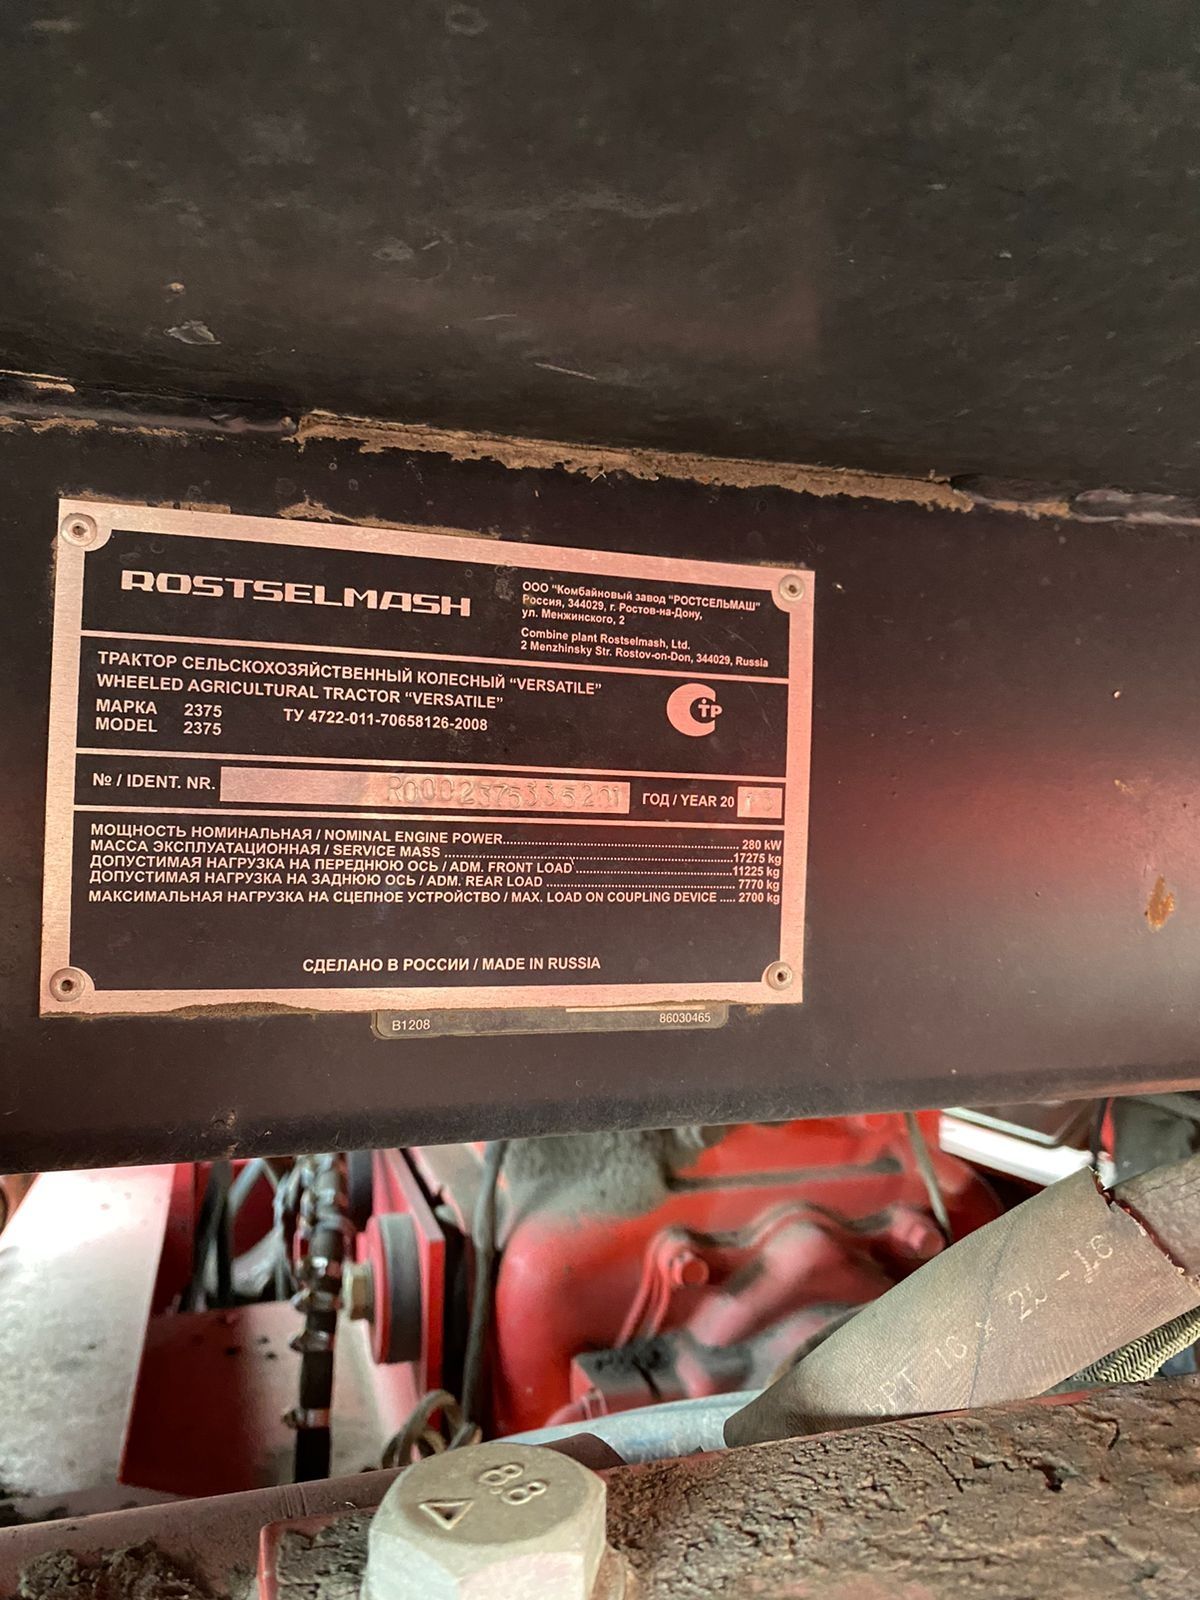 ROSTSELMASH
ООО "Комбайновый завод "РОСТСЕЛЬМАШ"
Россия, 344029, г. Ростов-на-Дону,
ул. Менжинского, 2
Combine plant Rostselmash, Ltd.
2 Menzhinsky Str. Rostov-on-Don, 344029, Russia
ТРАКТОР СЕЛЬСКОХОЗЯЙСТВЕННЫЙ КОЛЕСНЫЙ "VERSATILE"
WHEELED AGRICULTURAL TRACTOR "VERSATILE"
МАРКА 2375 ТУ 4722-011-70658126-2008
MODEL 2375
СТР
№ / IDENT. NR. ГОД / YEAR 20
МОЩНОСТЬ НОМИНАЛЬНАЯ / NOMINAL ENGINE POWER 280 kW
МАССА ЭКСПЛУАТАЦИОННАЯ / SERVICE MASS 17275 kg
ДОПУСТИМАЯ НАГРУЗКА НА ПЕРЕДНЮЮ ОСЬ / ADM. FRONT LOAD 11225 kg
ДОПУСТИМАЯ НАГРУЗКА НА ЗАДНЮЮ ОСЬ / ADM. REAR LOAD 7770 kg
МАКСИМАЛЬНАЯ НАГРУЗКА НА СЦЕПНОЕ УСТРОЙСТВО / MAX. LOAD ON COUPLING DEVICE 2700 kg
СДЕЛАНО В РОССИИ / MADE IN RUSSIA
B1208 86030465
8.8